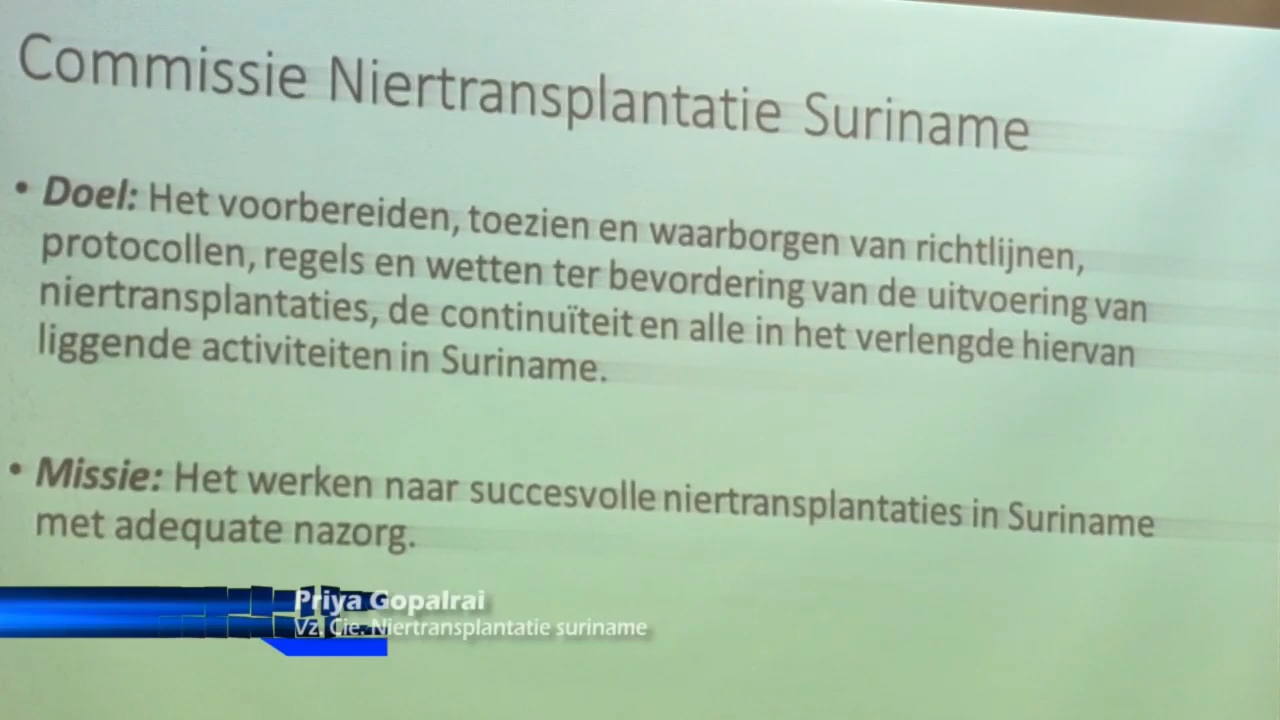 Commissie Niertransplantatie Suriname
• Doel: Het voorbereiden, toezien en waarborgen van richtlijnen,
protocollen, regels en wetten ter bevordering van de uitvoering van
niertransplantaties, de continuïteit en alle in het verlengde hiervan
liggende activiteiten in Suriname.
• Missie: Het werken naar succesvolle niertransplantaties in Suriname
met adequate nazorg.
Priya Gopalrai
Vz. Cie. Niertransplantatie suriname